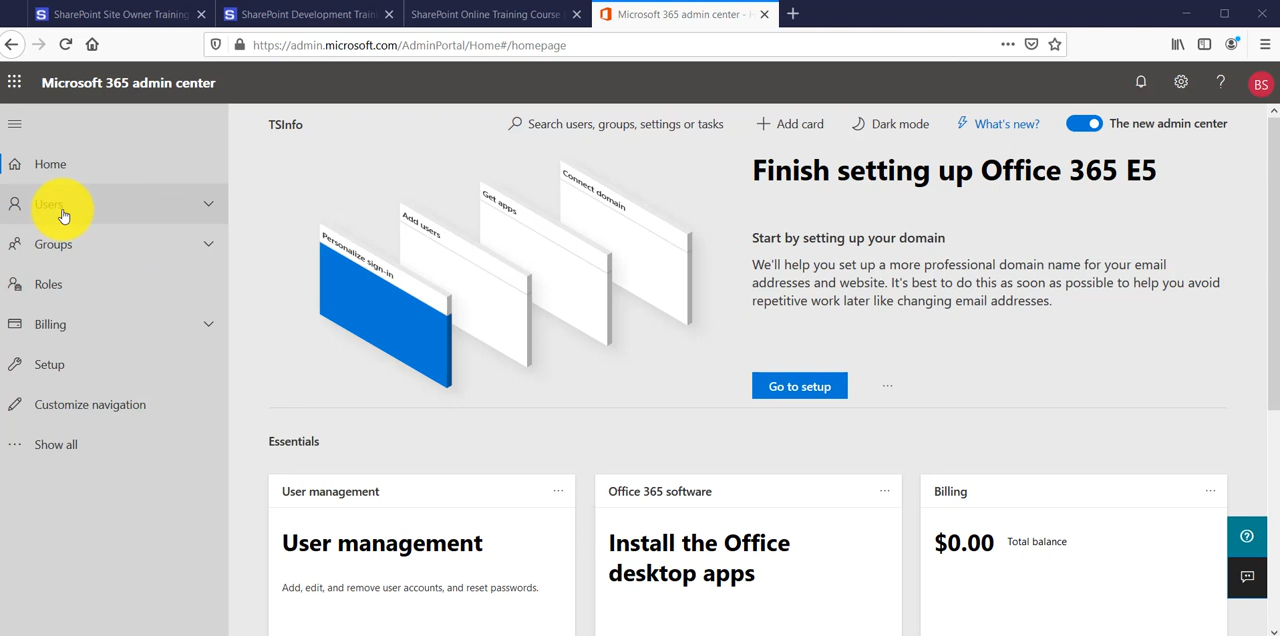 SharePoint Site Owner Training
SharePoint Development Traini
SharePoint Online Training Course
Microsoft 365 admin center -
https://admin.microsoft.com/AdminPortal/Home#/homepage
Microsoft 365 admin center
BS
TSInfo
Search users, groups, settings or tasks
Add card
Dark mode
What's new?
The new admin center
Home
Users
Groups
Roles
Billing
Setup
Customize navigation
Show all
Personalize sign-in
Add users
Get apps
Connect domain
Finish setting up Office 365 E5
Start by setting up your domain
We'll help you set up a more professional domain name for your email
addresses and website. It's best to do this as soon as possible to help you avoid
repetitive work later like changing email addresses.
Go to setup
Essentials
User management
User management
Add, edit, and remove user accounts, and reset passwords.
Office 365 software
Install the Office
desktop apps
Billing
$0.00 Total balance